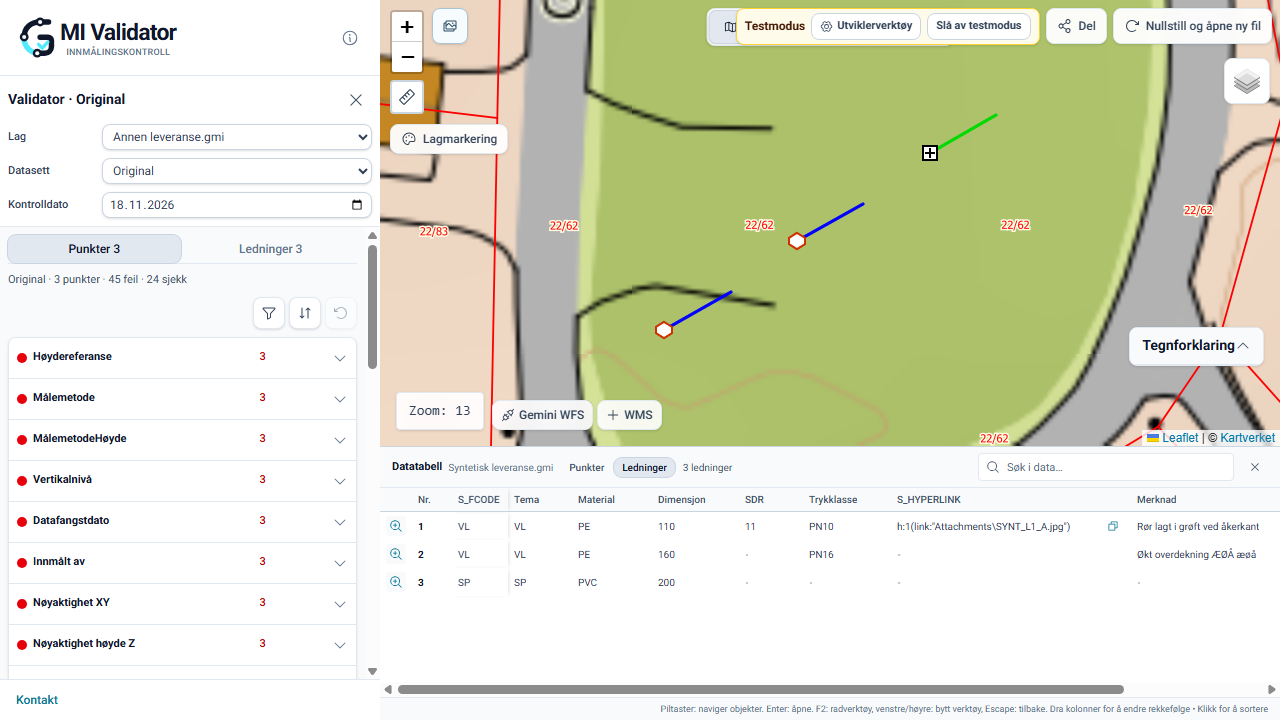 MI Validator
INNMÅLINGSKONTROLL
Validator · Original
Lag
Annen leveranse.gmi
Datasett
Original
Kontrolldato
18.11.2026
Punkter 3
Ledninger 3
Original · 3 punkter · 45 feil · 24 sjekk
Høydereferanse 3
Målemetode 3
MålemetodeHøyde 3
Vertikalnivå 3
Datafangstdato 3
Innmålt av 3
Nøyaktighet XY 3
Nøyaktighet høyde Z 3
Kontakt
+
−
Lagmarkering
Testmodus
Utviklerverktøy
Slå av testmodus
Del
Nullstill og åpne ny fil
22/83
22/62
22/62
22/62
22/62
22/62
Tegnforklaring
Zoom: 13
Gemini WFS
WMS
Leaflet | © Kartverket
Datatabell Syntetisk leveranse.gmi Punkter Ledninger 3 ledninger
Søk i data…
Nr. S_FCODE Tema Material Dimensjon SDR Trykklasse S_HYPERLINK Merknad
1 VL VL PE 110 11 PN10 h:1(link:"Attachments\SYNT_L1_A.jpg") Rør lagt i grøft ved åkerkant
2 VL VL PE 160 - PN16 - Økt overdekning ÆØÅ æøå
3 SP SP PVC 200 - - - -
Piltaster: naviger objekter. Enter: åpne. F2: radverktøy, venstre/høyre: bytt verktøy, Escape: tilbake. Dra kolonner for å endre rekkefølge • Klikk for å sortere